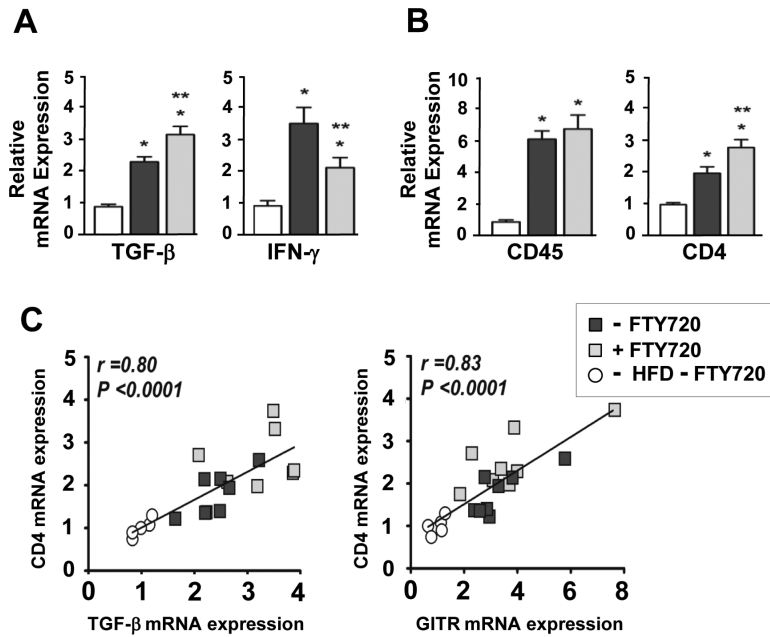 A
B
Relative
mRNA Expression
5
4
3
2
1
0
*
**
*
TGF-β
5
4
3
2
1
0
*
**
*
IFN-γ
Relative
mRNA Expression
10
8
6
4
2
0
*
*
CD45
5
4
3
2
1
0
*
**
*
CD4
C
- FTY720
+ FTY720
- HFD - FTY720
r =0.80
P <0.0001
CD4 mRNA expression
5
4
3
2
1
0
0 1 2 3 4
TGF-β mRNA expression
r =0.83
P <0.0001
CD4 mRNA expression
5
4
3
2
1
0
0 2 4 6 8
GITR mRNA expression